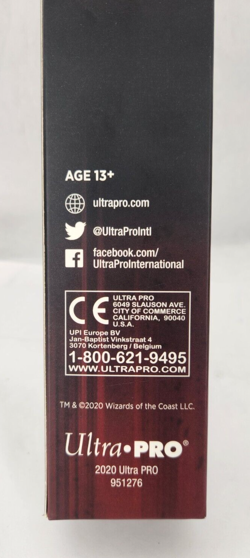 AGE 13+
ultrapro.com
@UltraProIntl
facebook.com/
UltraProInternational
CE
ULTRA PRO
6049 SLAUSON AVE.
CITY OF COMMERCE
CALIFORNIA, 90040
U.S.A.
UPI Europe BV
Jan-Baptist Vinkstraat 4
3070 Kortenberg / Belgium
1-800-621-9495
WWW.ULTRAPRO.COM
TM & ©2020 Wizards of the Coast LLC.
Ultra•PRO®
2020 Ultra PRO
951276